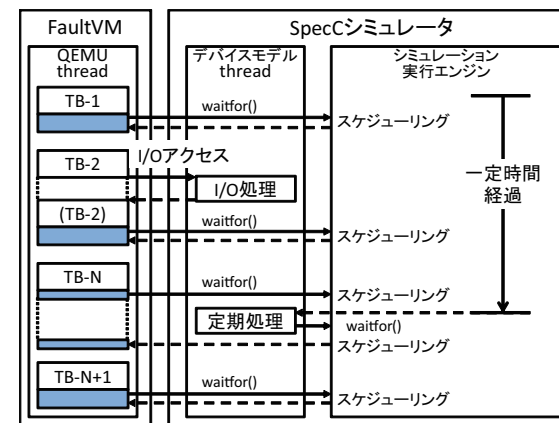 FaultVM
SpecCシミュレータ
QEMU
thread
デバイスモデル
thread
シミュレーション
実行エンジン
TB-1
waitfor()
スケジューリング
TB-2
I/Oアクセス
I/O処理
一定時間
経過
(TB-2)
waitfor()
スケジューリング
TB-N
waitfor()
スケジューリング
定期処理
waitfor()
スケジューリング
TB-N+1
waitfor()
スケジューリング